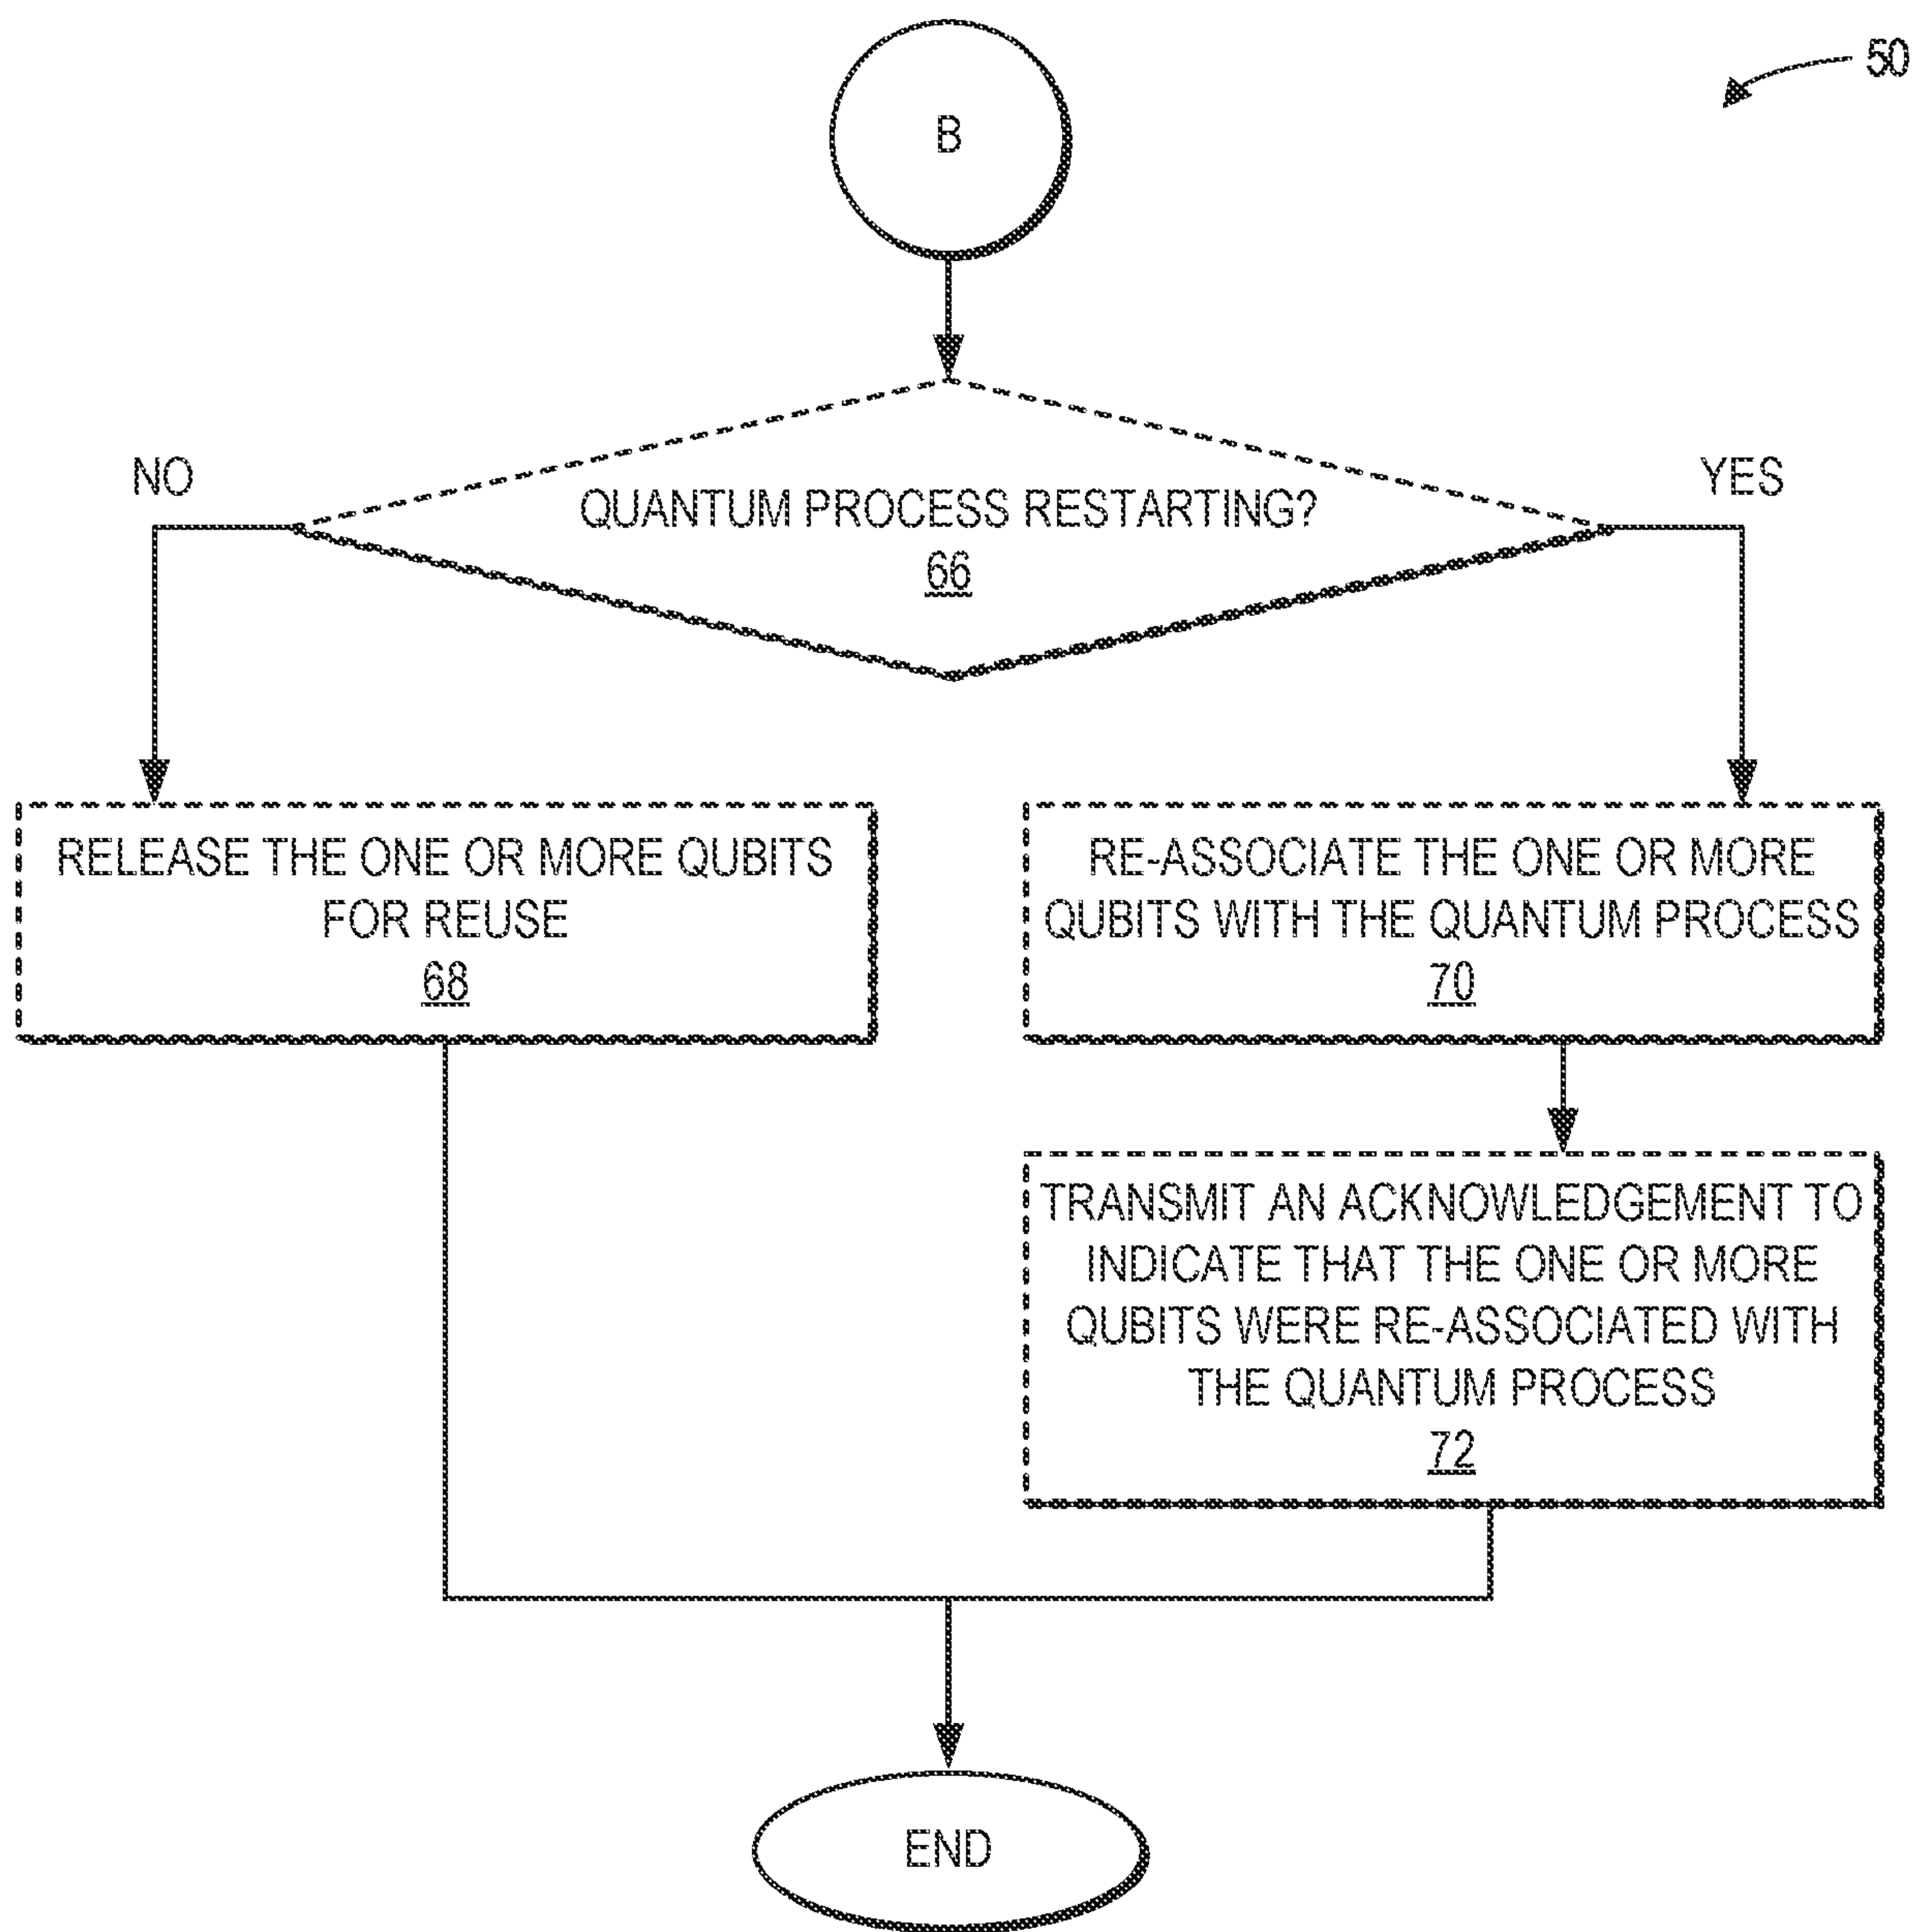 50
B
NO
YES
QUANTUM PROCESS RESTARTING?
66
RELEASE THE ONE OR MORE QUBITS
FOR REUSE
68
RE-ASSOCIATE THE ONE OR MORE
QUBITS WITH THE QUANTUM PROCESS
70
TRANSMIT AN ACKNOWLEDGEMENT TO
INDICATE THAT THE ONE OR MORE
QUBITS WERE RE-ASSOCIATED WITH
THE QUANTUM PROCESS
72
END